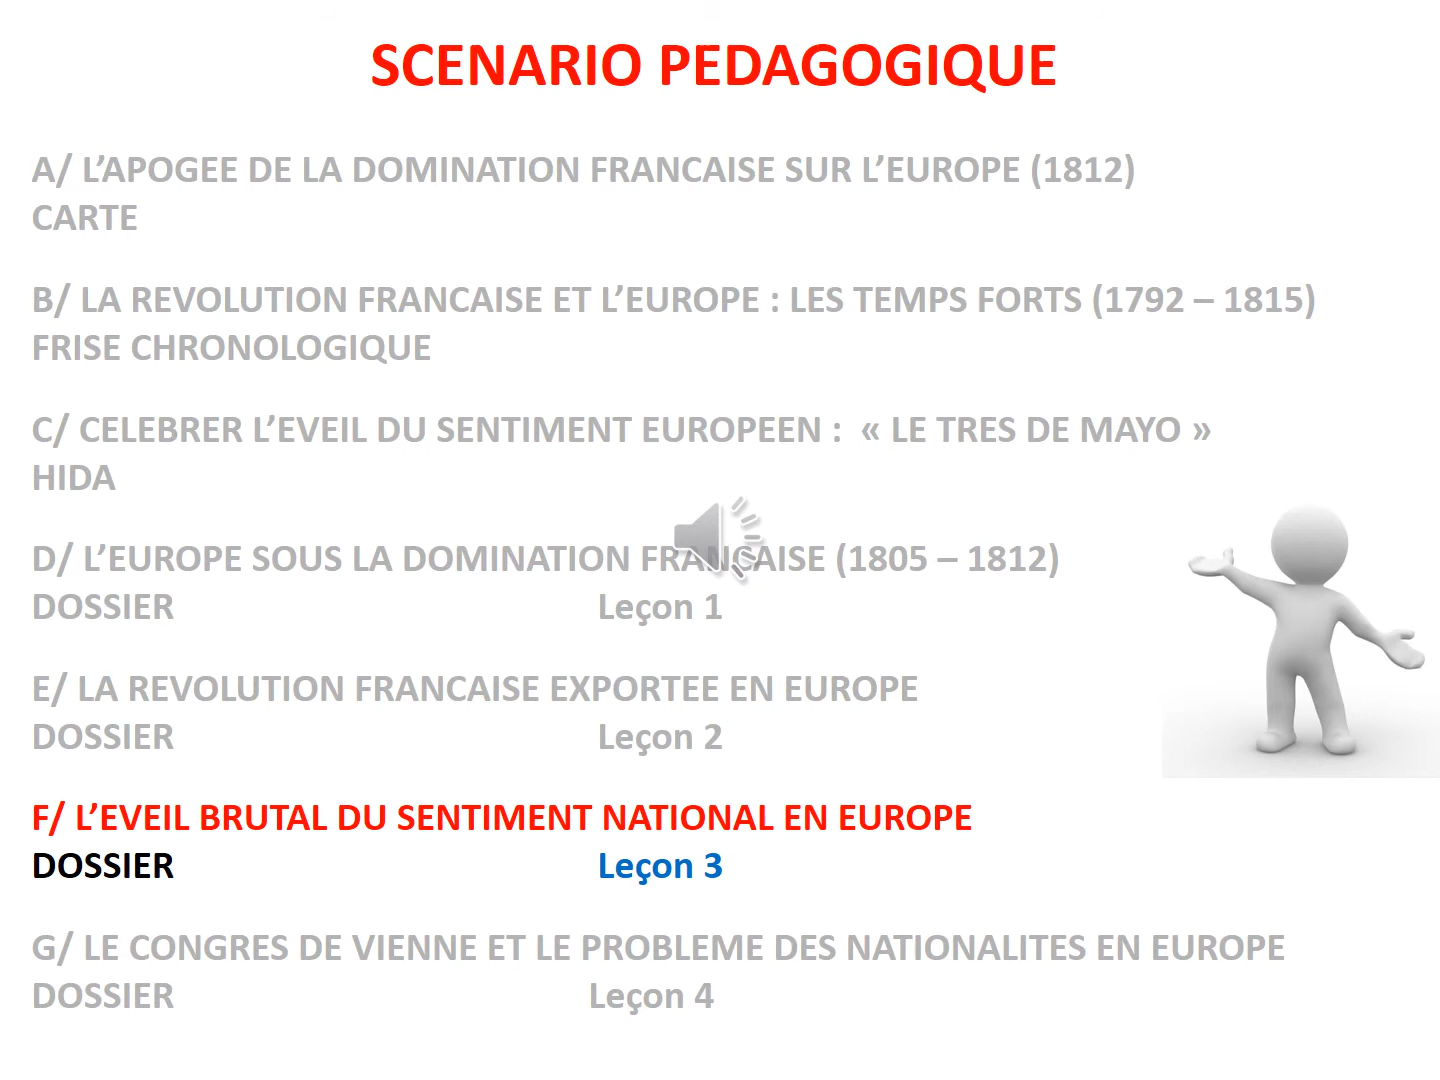 SCENARIO PEDAGOGIQUE
A/ L’APOGEE DE LA DOMINATION FRANCAISE SUR L’EUROPE (1812)
CARTE
B/ LA REVOLUTION FRANCAISE ET L’EUROPE : LES TEMPS FORTS (1792 – 1815)
FRISE CHRONOLOGIQUE
C/ CELEBRER L’EVEIL DU SENTIMENT EUROPEEN : « LE TRES DE MAYO »
HIDA
D/ L’EUROPE SOUS LA DOMINATION FRANCAISE (1805 – 1812)
DOSSIER Leçon 1
E/ LA REVOLUTION FRANCAISE EXPORTEE EN EUROPE
DOSSIER Leçon 2
F/ L’EVEIL BRUTAL DU SENTIMENT NATIONAL EN EUROPE
DOSSIER Leçon 3
G/ LE CONGRES DE VIENNE ET LE PROBLEME DES NATIONALITES EN EUROPE
DOSSIER Leçon 4